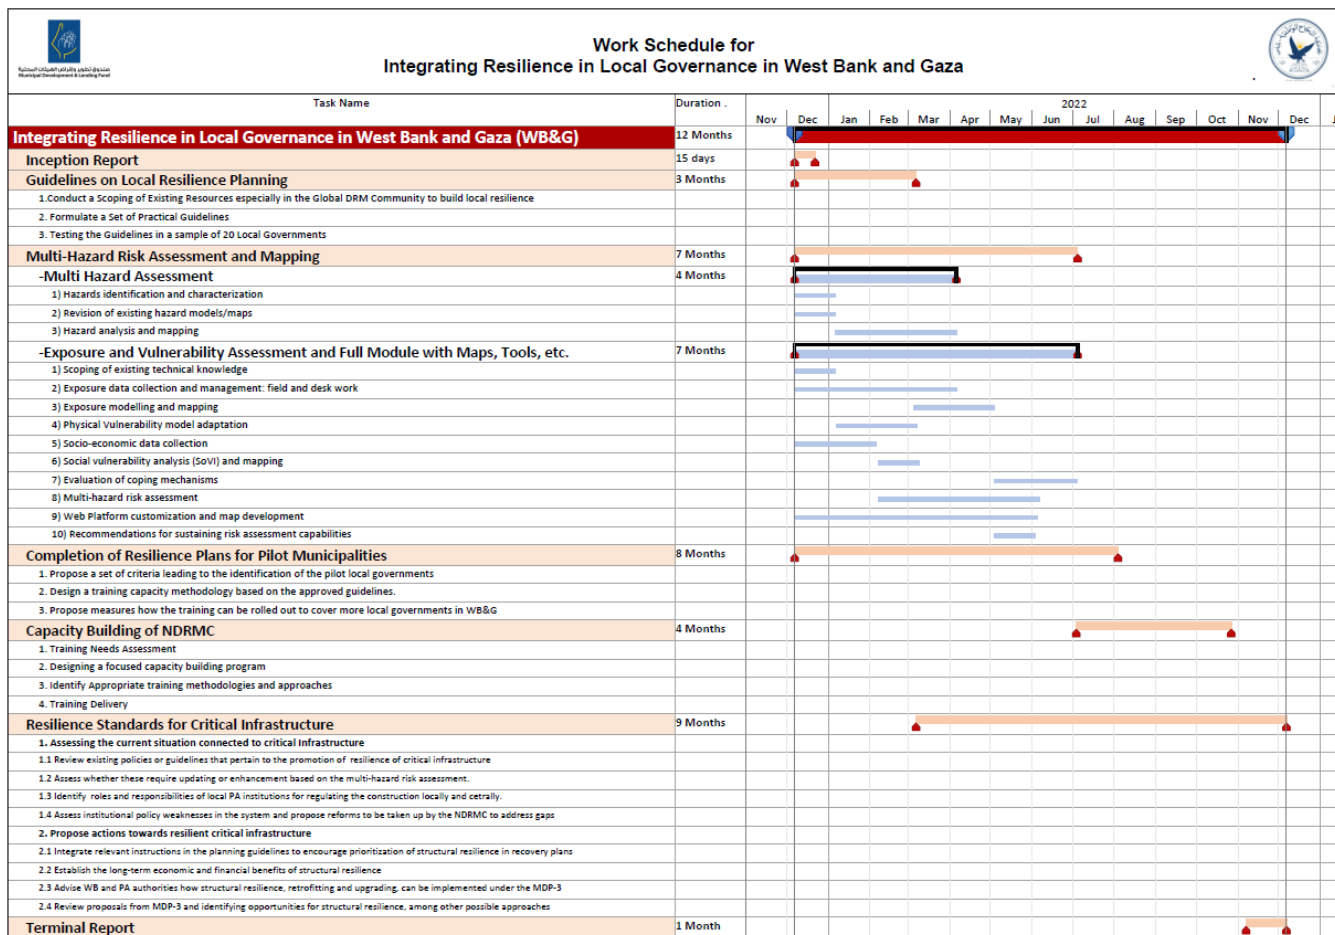 صندوق تطوير وإقراض الهيئات المحلية
Municipal Development & Lending Fund
Work Schedule for
Integrating Resilience in Local Governance in West Bank and Gaza
Task Name Duration . 2022
Nov Dec Jan Feb Mar Apr May Jun Jul Aug Sep Oct Nov Dec J
Integrating Resilience in Local Governance in West Bank and Gaza (WB&G) 12 Months
Inception Report 15 days
Guidelines on Local Resilience Planning 3 Months
1.Conduct a Scoping of Existing Resources especially in the Global DRM Community to build local resilience
2. Formulate a Set of Practical Guidelines
3. Testing the Guidelines in a sample of 20 Local Governments
Multi-Hazard Risk Assessment and Mapping 7 Months
-Multi Hazard Assessment 4 Months
1) Hazards identification and characterization
2) Revision of existing hazard models/maps
3) Hazard analysis and mapping
-Exposure and Vulnerability Assessment and Full Module with Maps, Tools, etc. 7 Months
1) Scoping of existing technical knowledge
2) Exposure data collection and management: field and desk work
3) Exposure modelling and mapping
4) Physical Vulnerability model adaptation
5) Socio-economic data collection
6) Social vulnerability analysis (SoVI) and mapping
7) Evaluation of coping mechanisms
8) Multi-hazard risk assessment
9) Web Platform customization and map development
10) Recommendations for sustaining risk assessment capabilities
Completion of Resilience Plans for Pilot Municipalities 8 Months
1. Propose a set of criteria leading to the identification of the pilot local governments
2. Design a training capacity methodology based on the approved guidelines.
3. Propose measures how the training can be rolled out to cover more local governments in WB&G
Capacity Building of NDRMC 4 Months
1. Training Needs Assessment
2. Designing a focused capacity building program
3. Identify Appropriate training methodologies and approaches
4. Training Delivery
Resilience Standards for Critical Infrastructure 9 Months
1. Assessing the current situation connected to critical Infrastructure
1.1 Review existing policies or guidelines that pertain to the promotion of resilience of critical infrastructure
1.2 Assess whether these require updating or enhancement based on the multi-hazard risk assessment.
1.3 Identify roles and responsibilities of local PA institutions for regulating the construction locally and cetrally.
1.4 Assess institutional policy weaknesses in the system and propose reforms to be taken up by the NDRMC to address gaps
2. Propose actions towards resilient critical infrastructure
2.1 Integrate relevant instructions in the planning guidelines to encourage prioritization of structural resilience in recovery plans
2.2 Establish the long-term economic and financial benefits of structural resilience
2.3 Advise WB and PA authorities how structural resilience, retrofitting and upgrading, can be implemented under the MDP-3
2.4 Review proposals from MDP-3 and identifying opportunities for structural resilience, among other possible approaches
Terminal Report 1 Month